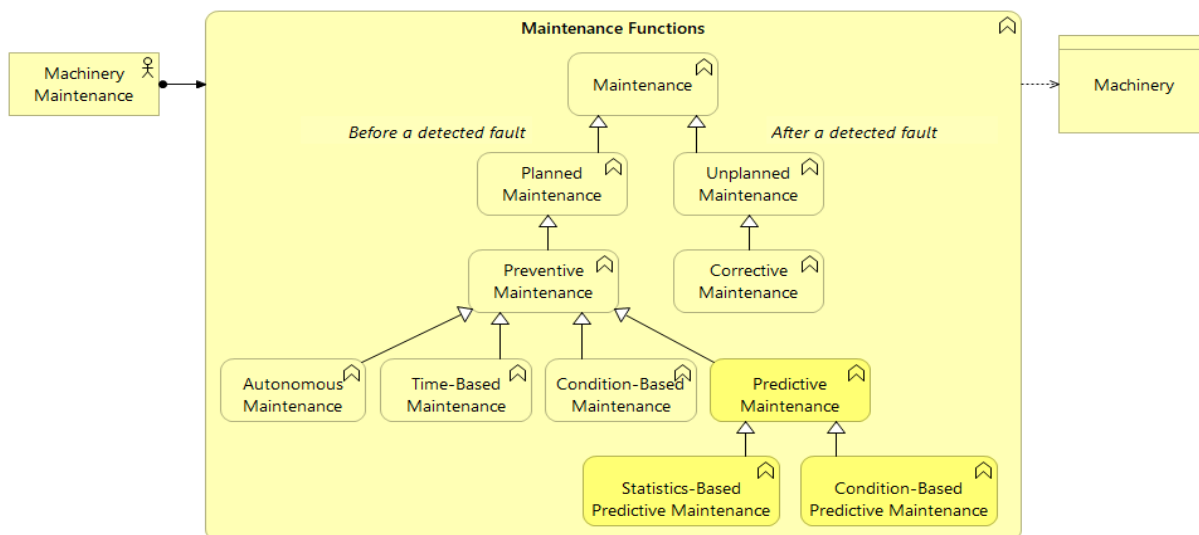 Maintenance Functions
Machinery
Maintenance
Maintenance
Machinery
Before a detected fault
After a detected fault
Planned
Maintenance
Unplanned
Maintenance
Preventive
Maintenance
Corrective
Maintenance
Autonomous
Maintenance
Time-Based
Maintenance
Condition-Based
Maintenance
Predictive
Maintenance
Statistics-Based
Predictive Maintenance
Condition-Based
Predictive Maintenance